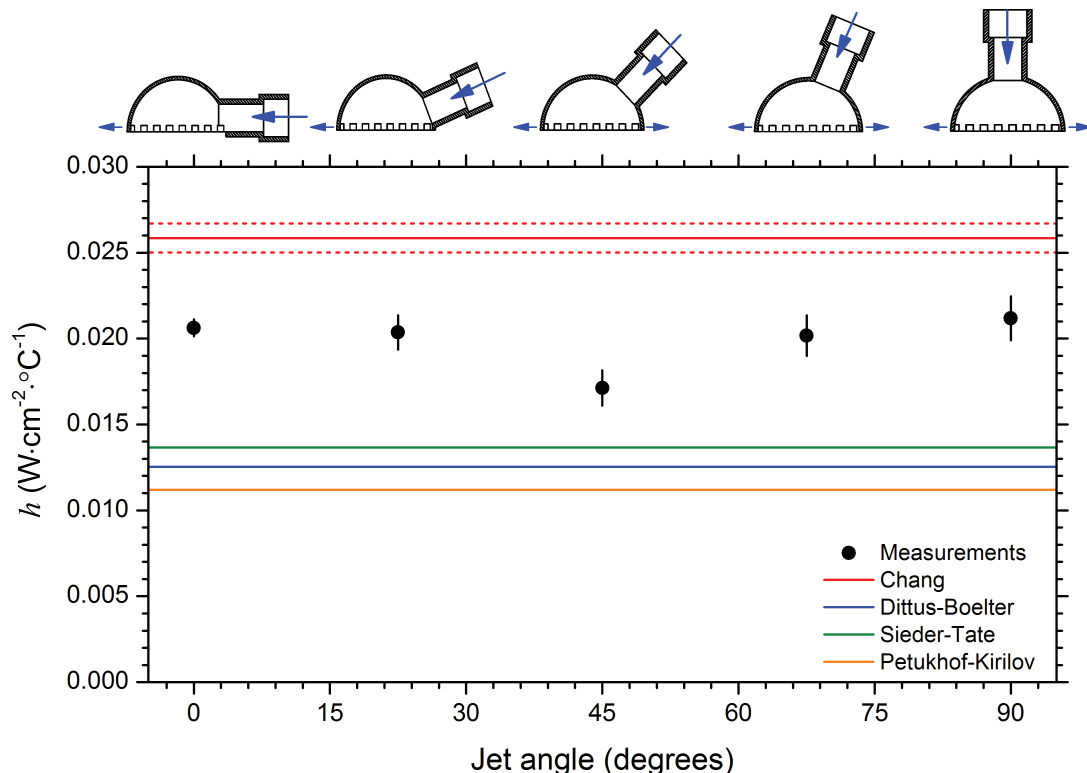 0.030
0.025
0.020
0.015
0.010
0.005
0.000
h (W·cm⁻²·°C⁻¹)
Measurements
Chang
Dittus-Boelter
Sieder-Tate
Petukhof-Kirilov
0 15 30 45 60 75 90
Jet angle (degrees)